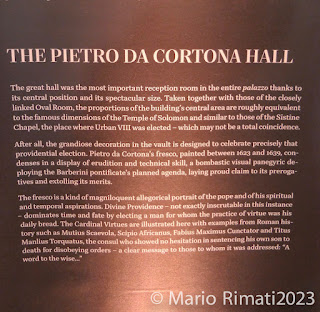 THE PIETRO DA CORTONA HALL
The great hall was the most important reception room in the entire palazzo thanks to
its central position and its spectacular size. Taken together with those of the closely
linked Oval Room, the proportions of the building's central area are roughly equivalent
to the famous dimensions of the Temple of Solomon and similar to those of the Sistine
Chapel, the place where Urban VIII was elected – which may not be a total coincidence.
After all, the grandiose decoration in the vault is designed to celebrate precisely that
providential election. Pietro da Cortona's fresco, painted between 1623 and 1639, con-
denses in a display of erudition and technical skill, a bombastic visual panegyric de-
ploying the Barberini pontificate's planned agenda, laying proud claim to its preroga-
tives and extolling its merits.
The fresco is a kind of magniloquent allegorical portrait of the pope and of his spiritual
and temporal aspirations. Divine Providence – not exactly inscrutable in this instance
– dominates time and fate by electing a man for whom the practice of virtue was his
daily bread. The Cardinal Virtues are illustrated here with examples from Roman his-
tory such as Mutius Scaevola, Scipio Africanus, Fabius Maximus Cunctator and Titus
Manlius Torquatus, the consul who showed no hesitation in sentencing his own son to
death for disobeying orders – a clear message to those to whom it was addressed: "A
word to the wise..."
© Mario Rimati2023